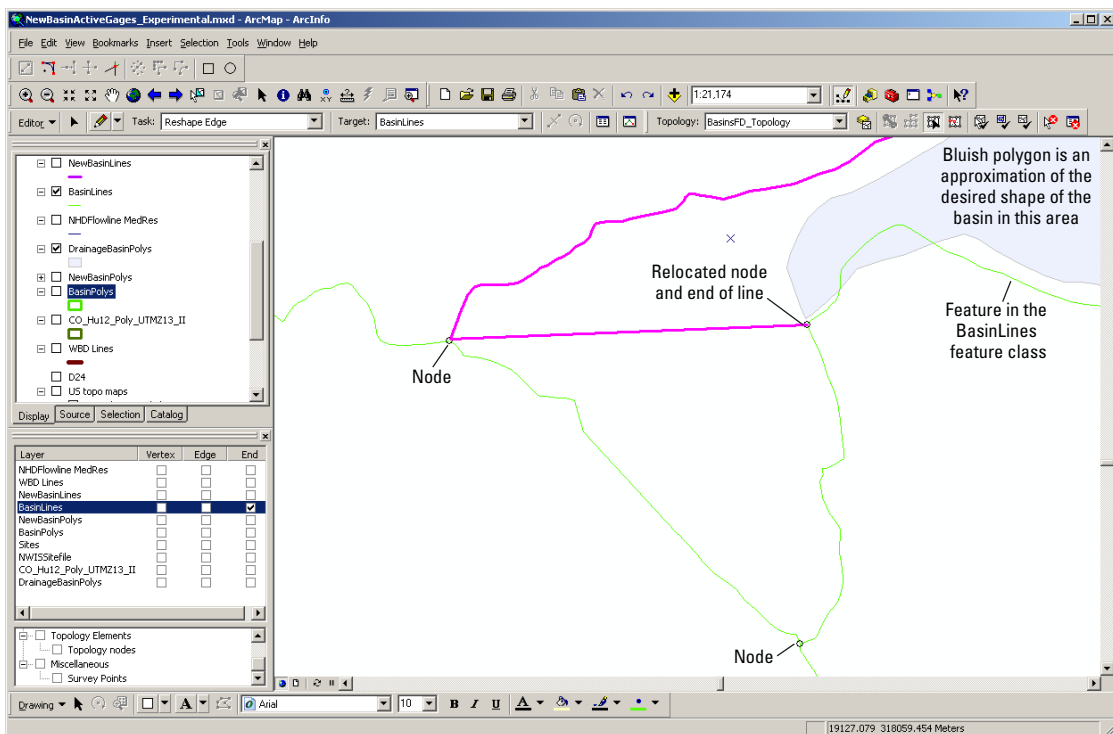 NewBasinActiveGages_Experimental.mxd - ArcMap - ArcInfo
File Edit View Bookmarks Insert Selection Tools Window Help
1:21,174
Editor Task: Reshape Edge Target: BasinLines Topology: BasinsFD_Topology
NewBasinLines
BasinLines
NHDFlowline MedRes
DrainageBasinPolys
NewBasinPolys
BasinPolys
CO_Hu12_Poly_UTMZ13_II
WBD Lines
D24
US topo maps
Display Source Selection Catalog
Layer Vertex Edge End
NHDFlowline MedRes
WBD Lines
NewBasinLines
BasinLines
NewBasinPolys
BasinPolys
Sites
NWISSitefile
CO_Hu12_Poly_UTMZ13_II
DrainageBasinPolys
Topology Elements
Topology nodes
Miscellaneous
Survey Points
Bluish polygon is an
approximation of the
desired shape of the
basin in this area
Relocated node
and end of line
Feature in the
BasinLines
feature class
Node
Node
Drawing A Arial 10 B I U A
19127.079 318059.454 Meters